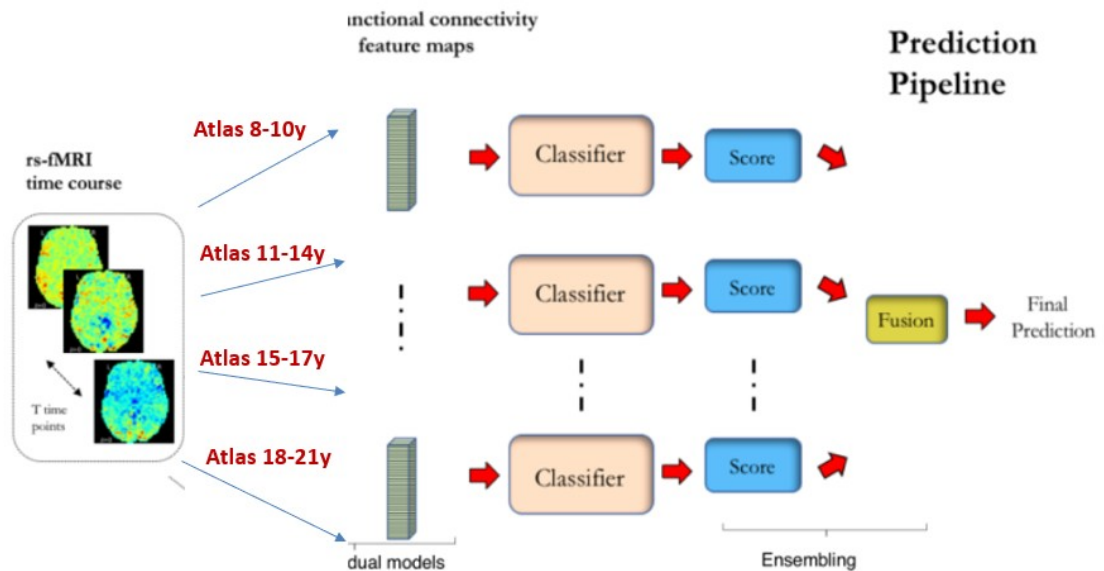 unctional connectivity
feature maps
Prediction
Pipeline
rs-fMRI
time course
Atlas 8-10y
Atlas 11-14y
Atlas 15-17y
Atlas 18-21y
T time
points
Classifier
Score
Classifier
Score
Fusion
Final
Prediction
Classifier
Score
dual models
Ensembling